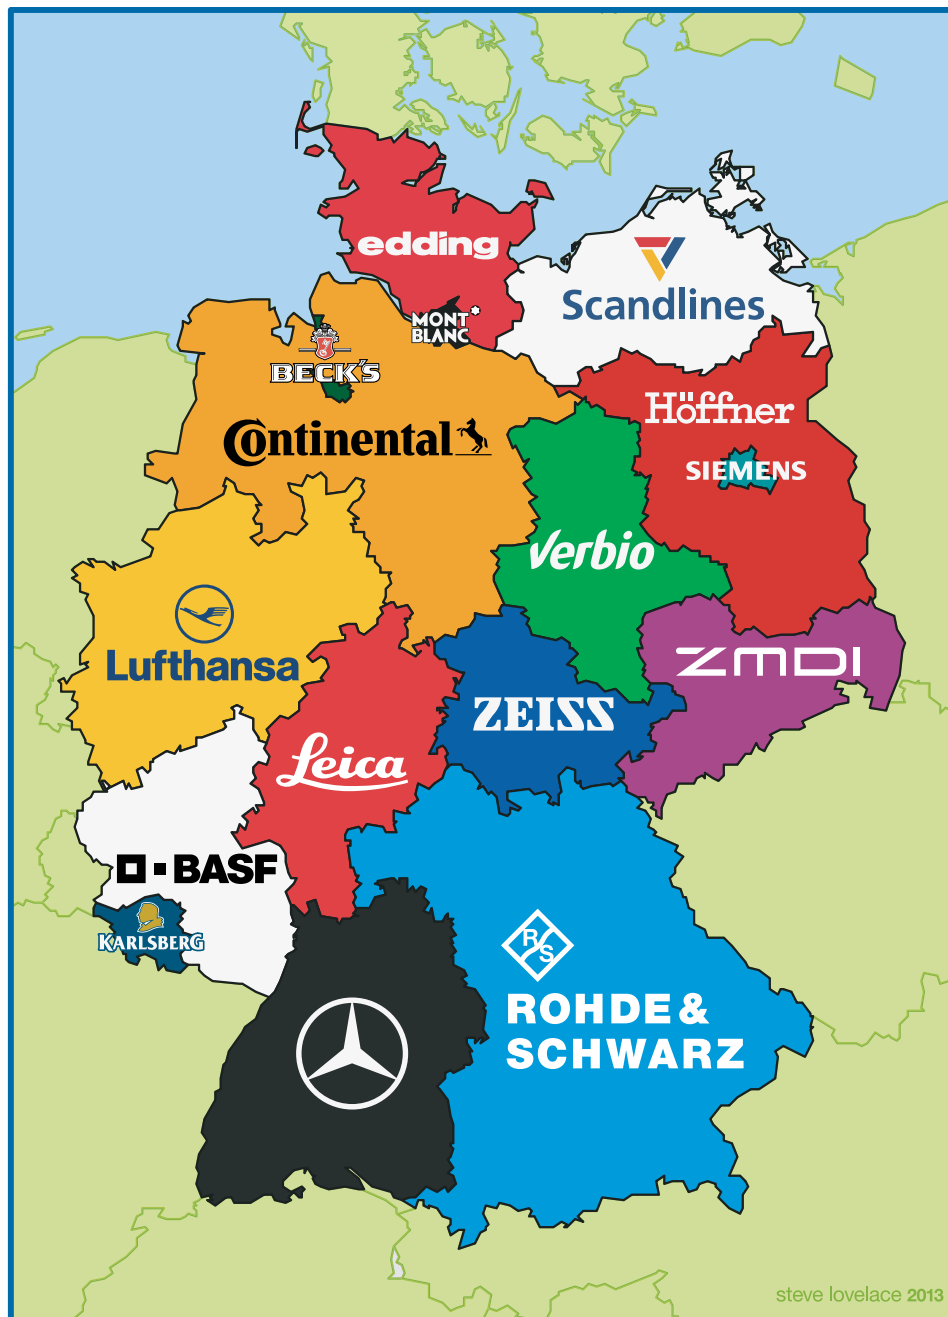 edding
Scandlines
MONT
BLANC
BECK'S
Höffner
Continental
SIEMENS
Verbio
Lufthansa
ZMDI
ZEISS
Leica
BASF
KARLSBERG
R/S
ROHDE &
SCHWARZ
steve lovelace 2013